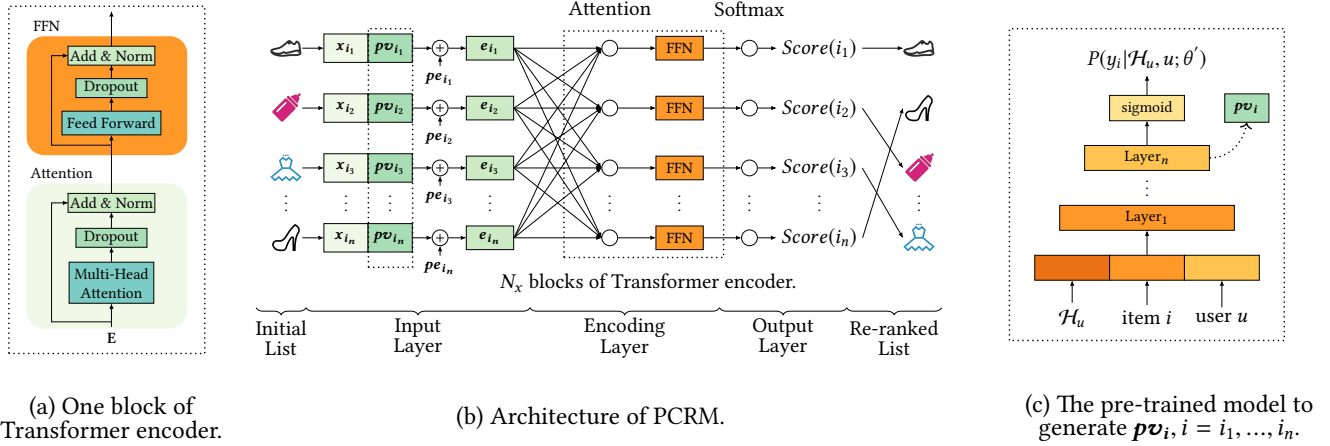 FFN
Add & Norm
Dropout
Feed Forward
Attention
Add & Norm
Dropout
Multi-Head
Attention
E
(a) One block of
Transformer encoder.
Attention
Softmax
x_{i_1} pv_{i_1} + e_{i_1} FFN Score(i_1)
pe_{i_1}
x_{i_2} pv_{i_2} + e_{i_2} FFN Score(i_2)
pe_{i_2}
x_{i_3} pv_{i_3} + e_{i_3} FFN Score(i_3)
pe_{i_3}
x_{i_n} pv_{i_n} + e_{i_n} FFN Score(i_n)
pe_{i_n}
N_x blocks of Transformer encoder.
Initial
List
Input
Layer
Encoding
Layer
Output
Layer
Re-ranked
List
(b) Architecture of PCRM.
P(y_i|ℋ_u, u; θ′)
sigmoid
pv_i
Layer_n
Layer_1
ℋ_u item i user u
(c) The pre-trained model to
generate pv_i, i = i_1, ..., i_n.